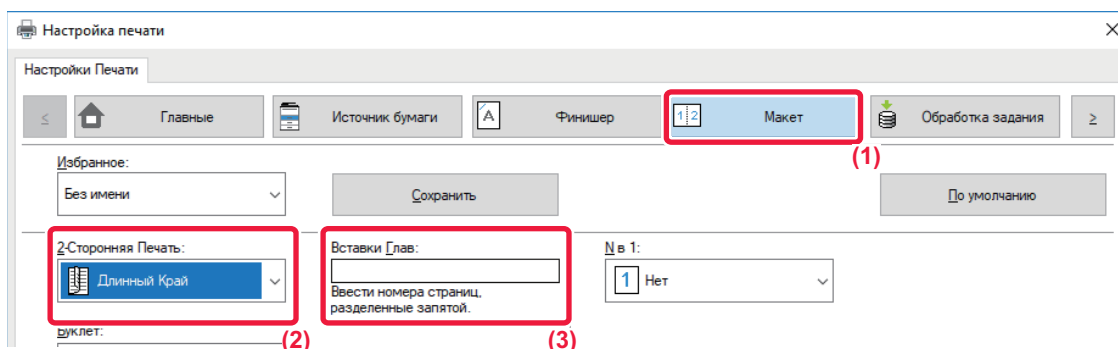 Настройка печати
Настройки Печати
< Главные Источник бумаги A Финишер 1 2 Макет Обработка задания >
(1)
Избранное:
Без имени Сохранить По умолчанию
2-Сторонняя Печать: Вставки Глав: N в 1:
Длинный Край 1 Нет
Ввести номера страниц,
разделенные запятой.
Буклет: (2) (3)